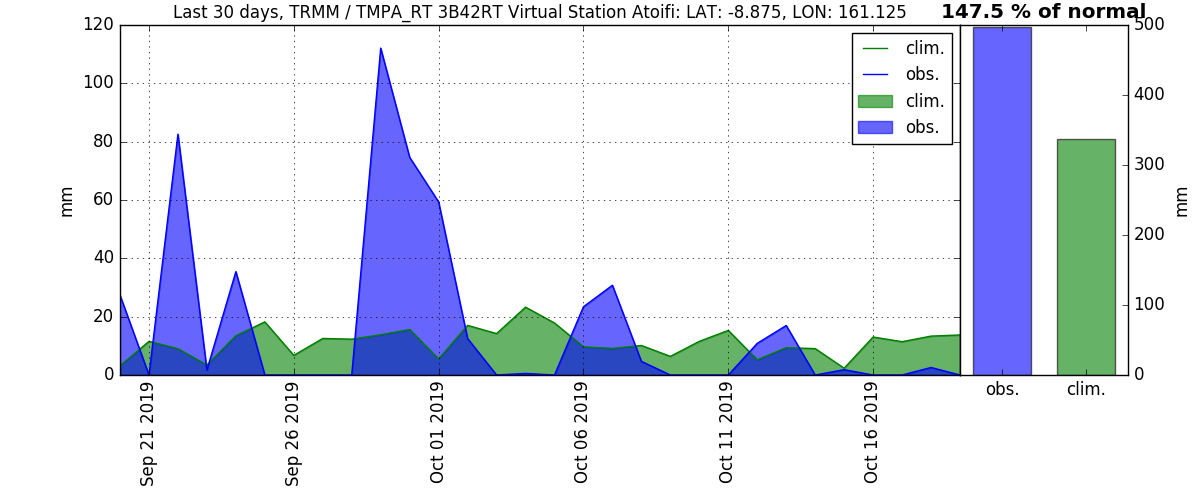 Last 30 days, TRMM / TMPA_RT 3B42RT Virtual Station Atoifi: LAT: -8.875, LON: 161.125
147.5 % of normal
120
100
80
60
40
20
0
mm
clim.
obs.
clim.
obs.
500
400
300
200
100
0
mm
obs.
clim.
Sep 21 2019
Sep 26 2019
Oct 01 2019
Oct 06 2019
Oct 11 2019
Oct 16 2019